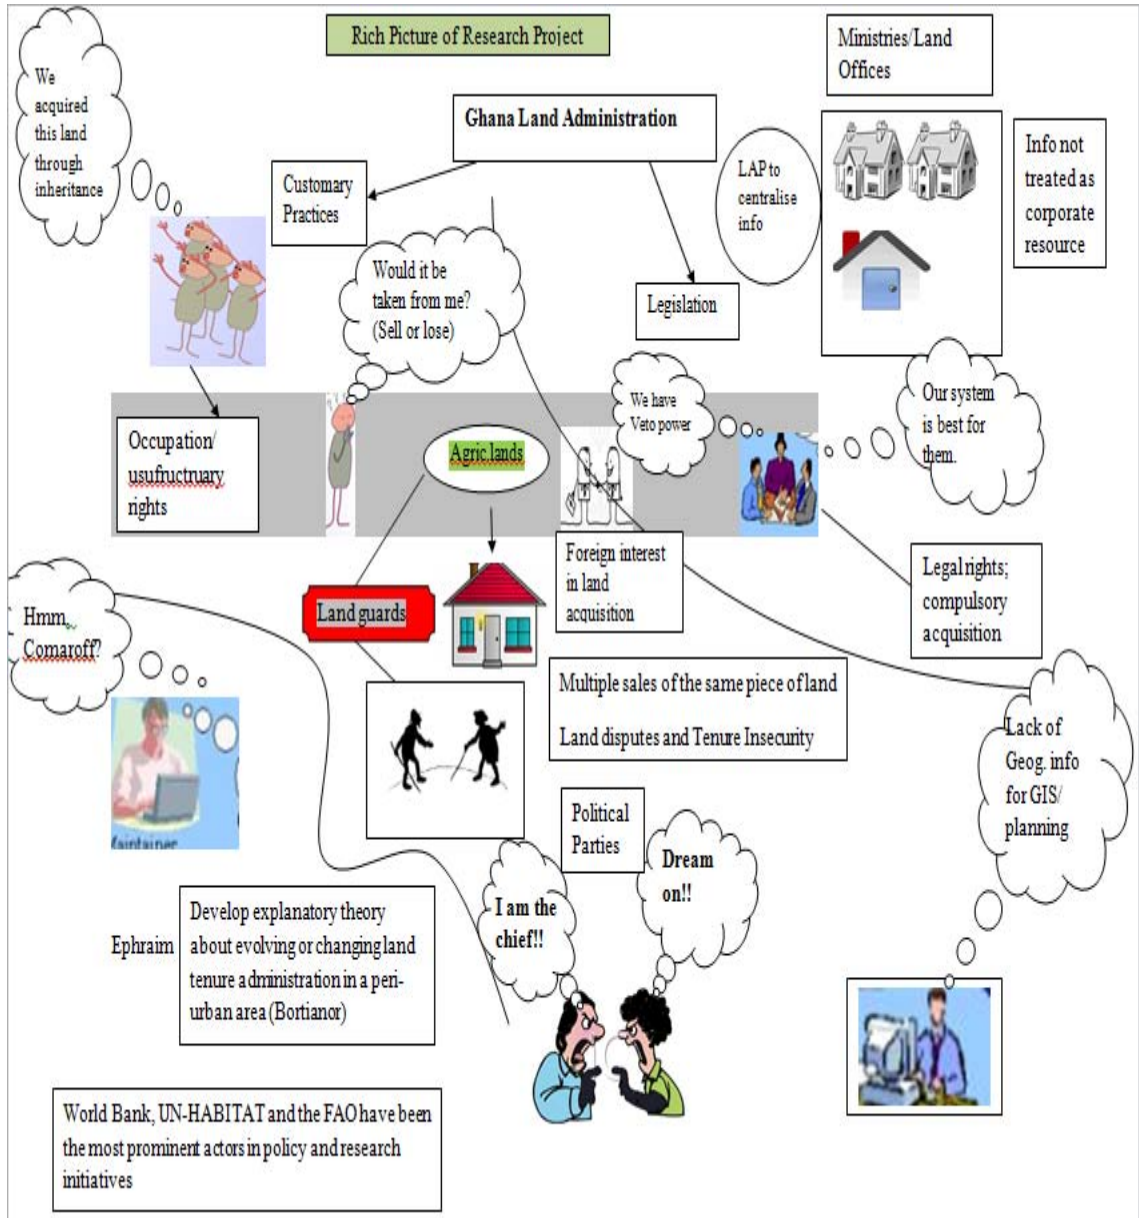 Rich Picture of Research Project
Ministries/Land
Offices
We
acquired
this land
through
inheritance
Ghana Land Administration
Customary
Practices
LAP to
centralise
info
Info not
treated as
corporate
resource
Would it be
taken from me?
(Sell or lose)
Legislation
We have
Veto power
Our system
is best for
them.
Occupation/
usufructruary
rights
Agric.lands
Foreign interest
in land
acquisition
Legal rights;
compulsory
acquisition
Hmm,
Comaroff?
Land guards
Multiple sales of the same piece of land
Land disputes and Tenure Insecurity
Lack of
Geog. info
for GIS/
planning
Maintainer
Political
Parties
Dream
on!!
- I am the
chief!!
Ephraim
Develop explanatory theory
about evolving or changing land
tenure administration in a peri-
urban area (Bortianor)
World Bank, UN-HABITAT and the FAO have been
the most prominent actors in policy and research
initiatives